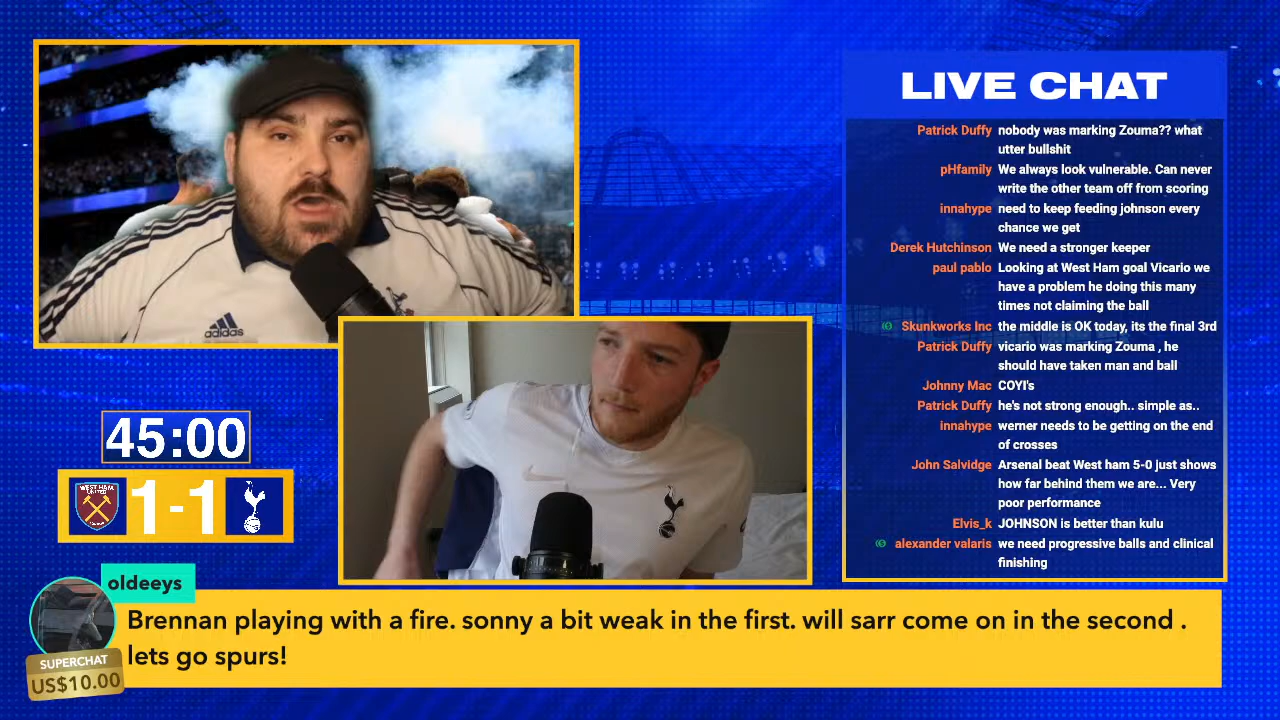 LIVE CHAT
Patrick Duffy nobody was marking Zouma?? what
utter bullshit
pHfamily We always look vulnerable. Can never
write the other team off from scoring
innahype need to keep feeding johnson every
chance we get
Derek Hutchinson We need a stronger keeper
paul pablo Looking at West Ham goal Vicario we
have a problem he doing this many
times not claiming the ball
Skunkworks Inc the middle is OK today, its the final 3rd
Patrick Duffy vicario was marking Zouma , he
should have taken man and ball
Johnny Mac COYI's
Patrick Duffy he's not strong enough.. simple as..
innahype werner needs to be getting on the end
of crosses
John Salvidge Arsenal beat West ham 5-0 just shows
how far behind them we are... Very
poor performance
Elvis_k JOHNSON is better than kulu
alexander valaris we need progressive balls and clinical
finishing
adidas
45:00
WEST HAM
UNITED
1-1
oldeeys
Brennan playing with a fire. sonny a bit weak in the first. will sarr come on in the second .
lets go spurs!
SUPERCHAT
US$10.00